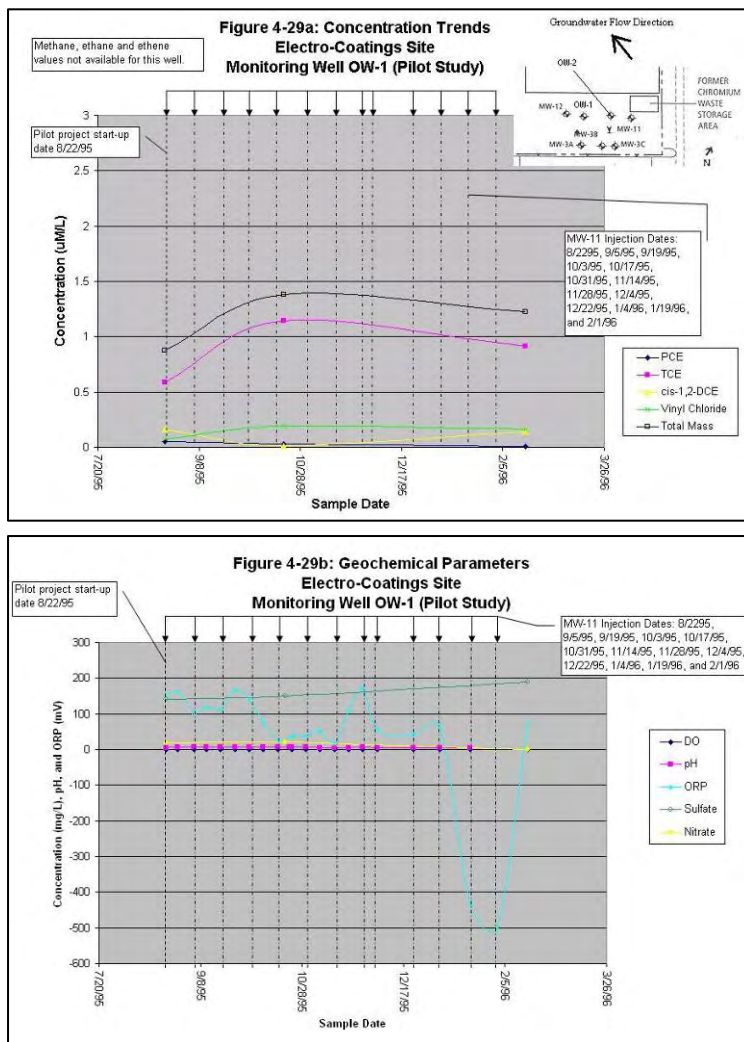 Figure 4-29a: Concentration Trends
Electro-Coatings Site
Monitoring Well OW-1 (Pilot Study)
Methane, ethane and ethene
values not available for this well.
Groundwater Flow Direction
OW-2
MW-12
OW-1
FORMER
CHROMIUM
WASTE
STORAGE
AREA
MW-3B
MW-11
MW-3A
MW-3C
N
Pilot project start-up
date 8/22/95
MW-11 Injection Dates:
8/2295, 9/5/95, 9/19/95,
10/3/95, 10/17/95,
10/31/95, 11/14/95,
11/28/95, 12/4/95,
12/22/95, 1/4/96, 1/19/96,
and 2/1/96
Concentration (uM/L)
3
2.5
2
1.5
1
0.5
0
7/20/95
9/8/95
10/28/95
12/17/95
2/5/96
3/26/96
Sample Date
PCE
TCE
cis-1,2-DCE
Vinyl Chloride
Total Mass
Figure 4-29b: Geochemical Parameters
Electro-Coatings Site
Monitoring Well OW-1 (Pilot Study)
Pilot project start-up
date 8/22/95
MW-11 Injection Dates: 8/2295,
9/5/95, 9/19/95, 10/3/95, 10/17/95,
10/31/95, 11/14/95, 11/28/95, 12/4/95,
12/22/95, 1/4/96, 1/19/96, and 2/1/96
Concentration (mg/L), pH, and ORP (mV)
300
200
100
0
-100
-200
-300
-400
-500
-600
7/20/95
9/8/95
10/28/95
12/17/95
2/5/96
3/26/96
Sample Date
DO
pH
ORP
Sulfate
Nitrate